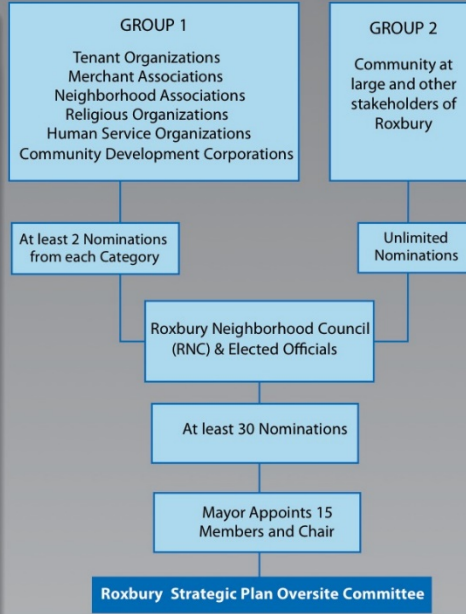 GROUP 1
Tenant Organizations
Merchant Associations
Neighborhood Associations
Religious Organizations
Human Service Organizations
Community Development Corporations
GROUP 2
Community at
large and other
stakeholders of
Roxbury
At least 2 Nominations
from each Category
Unlimited
Nominations
Roxbury Neighborhood Council
(RNC) & Elected Officials
At least 30 Nominations
Mayor Appoints 15
Members and Chair
Roxbury Strategic Plan Oversite Committee